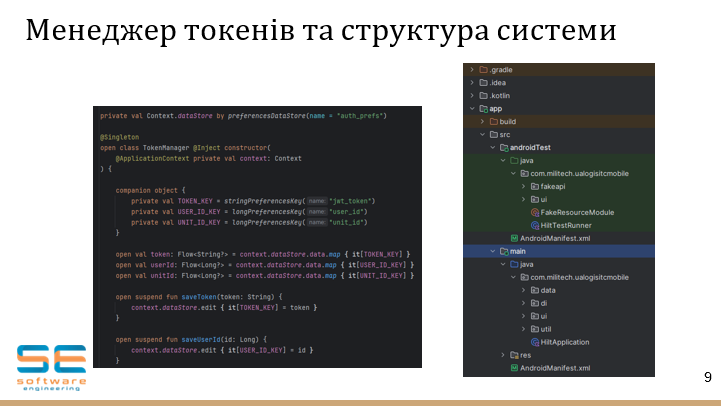 Менеджер токенів та структура системи
private val Context.dataStore by preferencesDataStore(name = "auth_prefs")
@Singleton
open class TokenManager @Inject constructor(
@ApplicationContext private val context: Context
) {
companion object {
private val TOKEN_KEY = stringPreferencesKey( name: "jwt_token")
private val USER_ID_KEY = longPreferencesKey( name: "user_id")
private val UNIT_ID_KEY = longPreferencesKey( name: "unit_id")
}
open val token: Flow<String?> = context.dataStore.data.map { it[TOKEN_KEY] }
open val userId: Flow<Long?> = context.dataStore.data.map { it[USER_ID_KEY] }
open val unitId: Flow<Long?> = context.dataStore.data.map { it[UNIT_ID_KEY] }
open suspend fun saveToken(token: String) {
context.dataStore.edit { it[TOKEN_KEY] = token }
}
open suspend fun saveUserId(id: Long) {
context.dataStore.edit { it[USER_ID_KEY] = id }
}
.gradle
.idea
.kotlin
app
build
src
androidTest
java
com.militech.ualogisitcmobile
fakeapi
ui
FakeResourceModule
HiltTestRunner
AndroidManifest.xml
main
java
com.militech.ualogisitcmobile
data
di
ui
util
HiltApplication
res
AndroidManifest.xml
SE
software
engineering
9